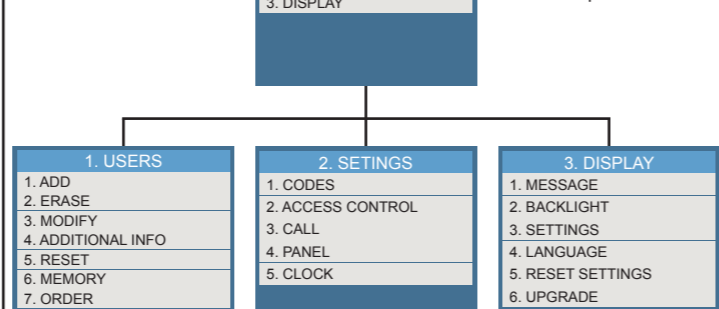 3. DISPLAY
1. USERS
1. ADD
2. ERASE
3. MODIFY
4. ADDITIONAL INFO
5. RESET
6. MEMORY
7. ORDER
2. SETINGS
1. CODES
2. ACCESS CONTROL
3. CALL
4. PANEL
5. CLOCK
3. DISPLAY
1. MESSAGE
2. BACKLIGHT
3. SETTINGS
4. LANGUAGE
5. RESET SETTINGS
6. UPGRADE